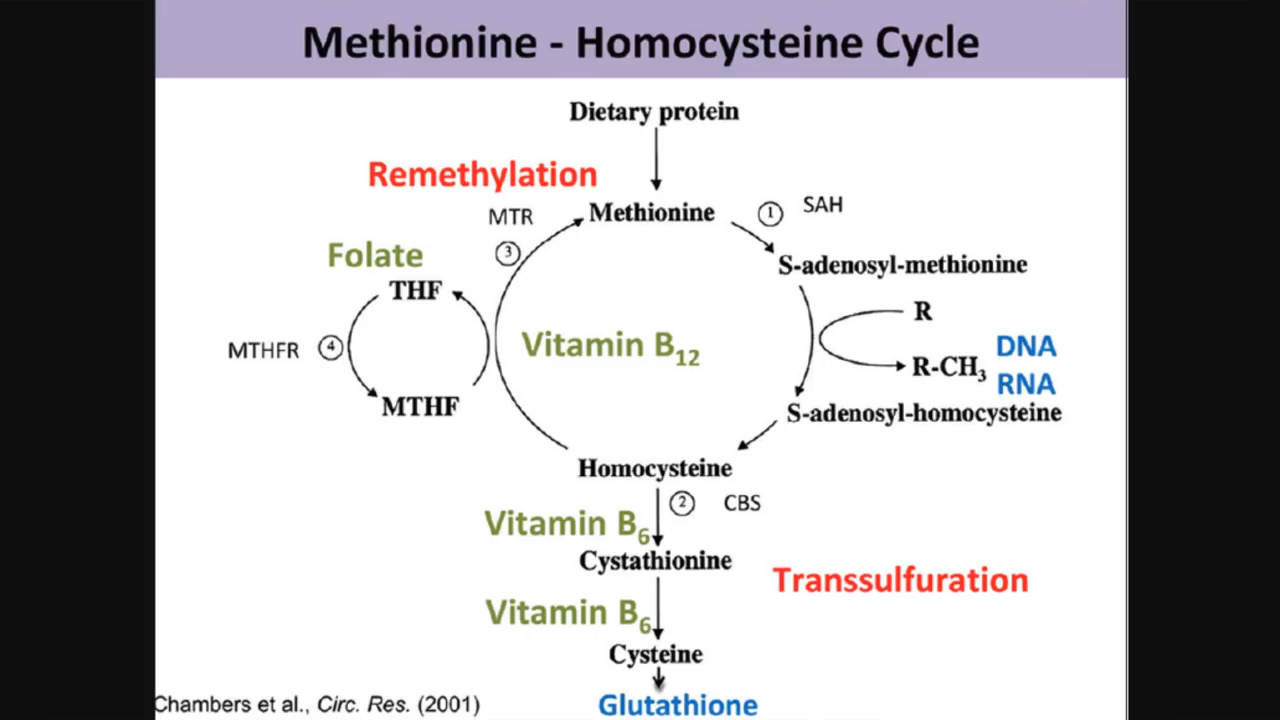 Methionine - Homocysteine Cycle
Dietary protein
Remethylation
MTR
Methionine
1
SAH
3
Folate
S-adenosyl-methionine
THF
R
MTHFR
4
Vitamin B12
DNA
R-CH3
RNA
MTHF
S-adenosyl-homocysteine
Homocysteine
2
CBS
Vitamin B6
Cystathionine
Transsulfuration
Vitamin B6
Cysteine
Glutathione
Chambers et al., Circ. Res. (2001)